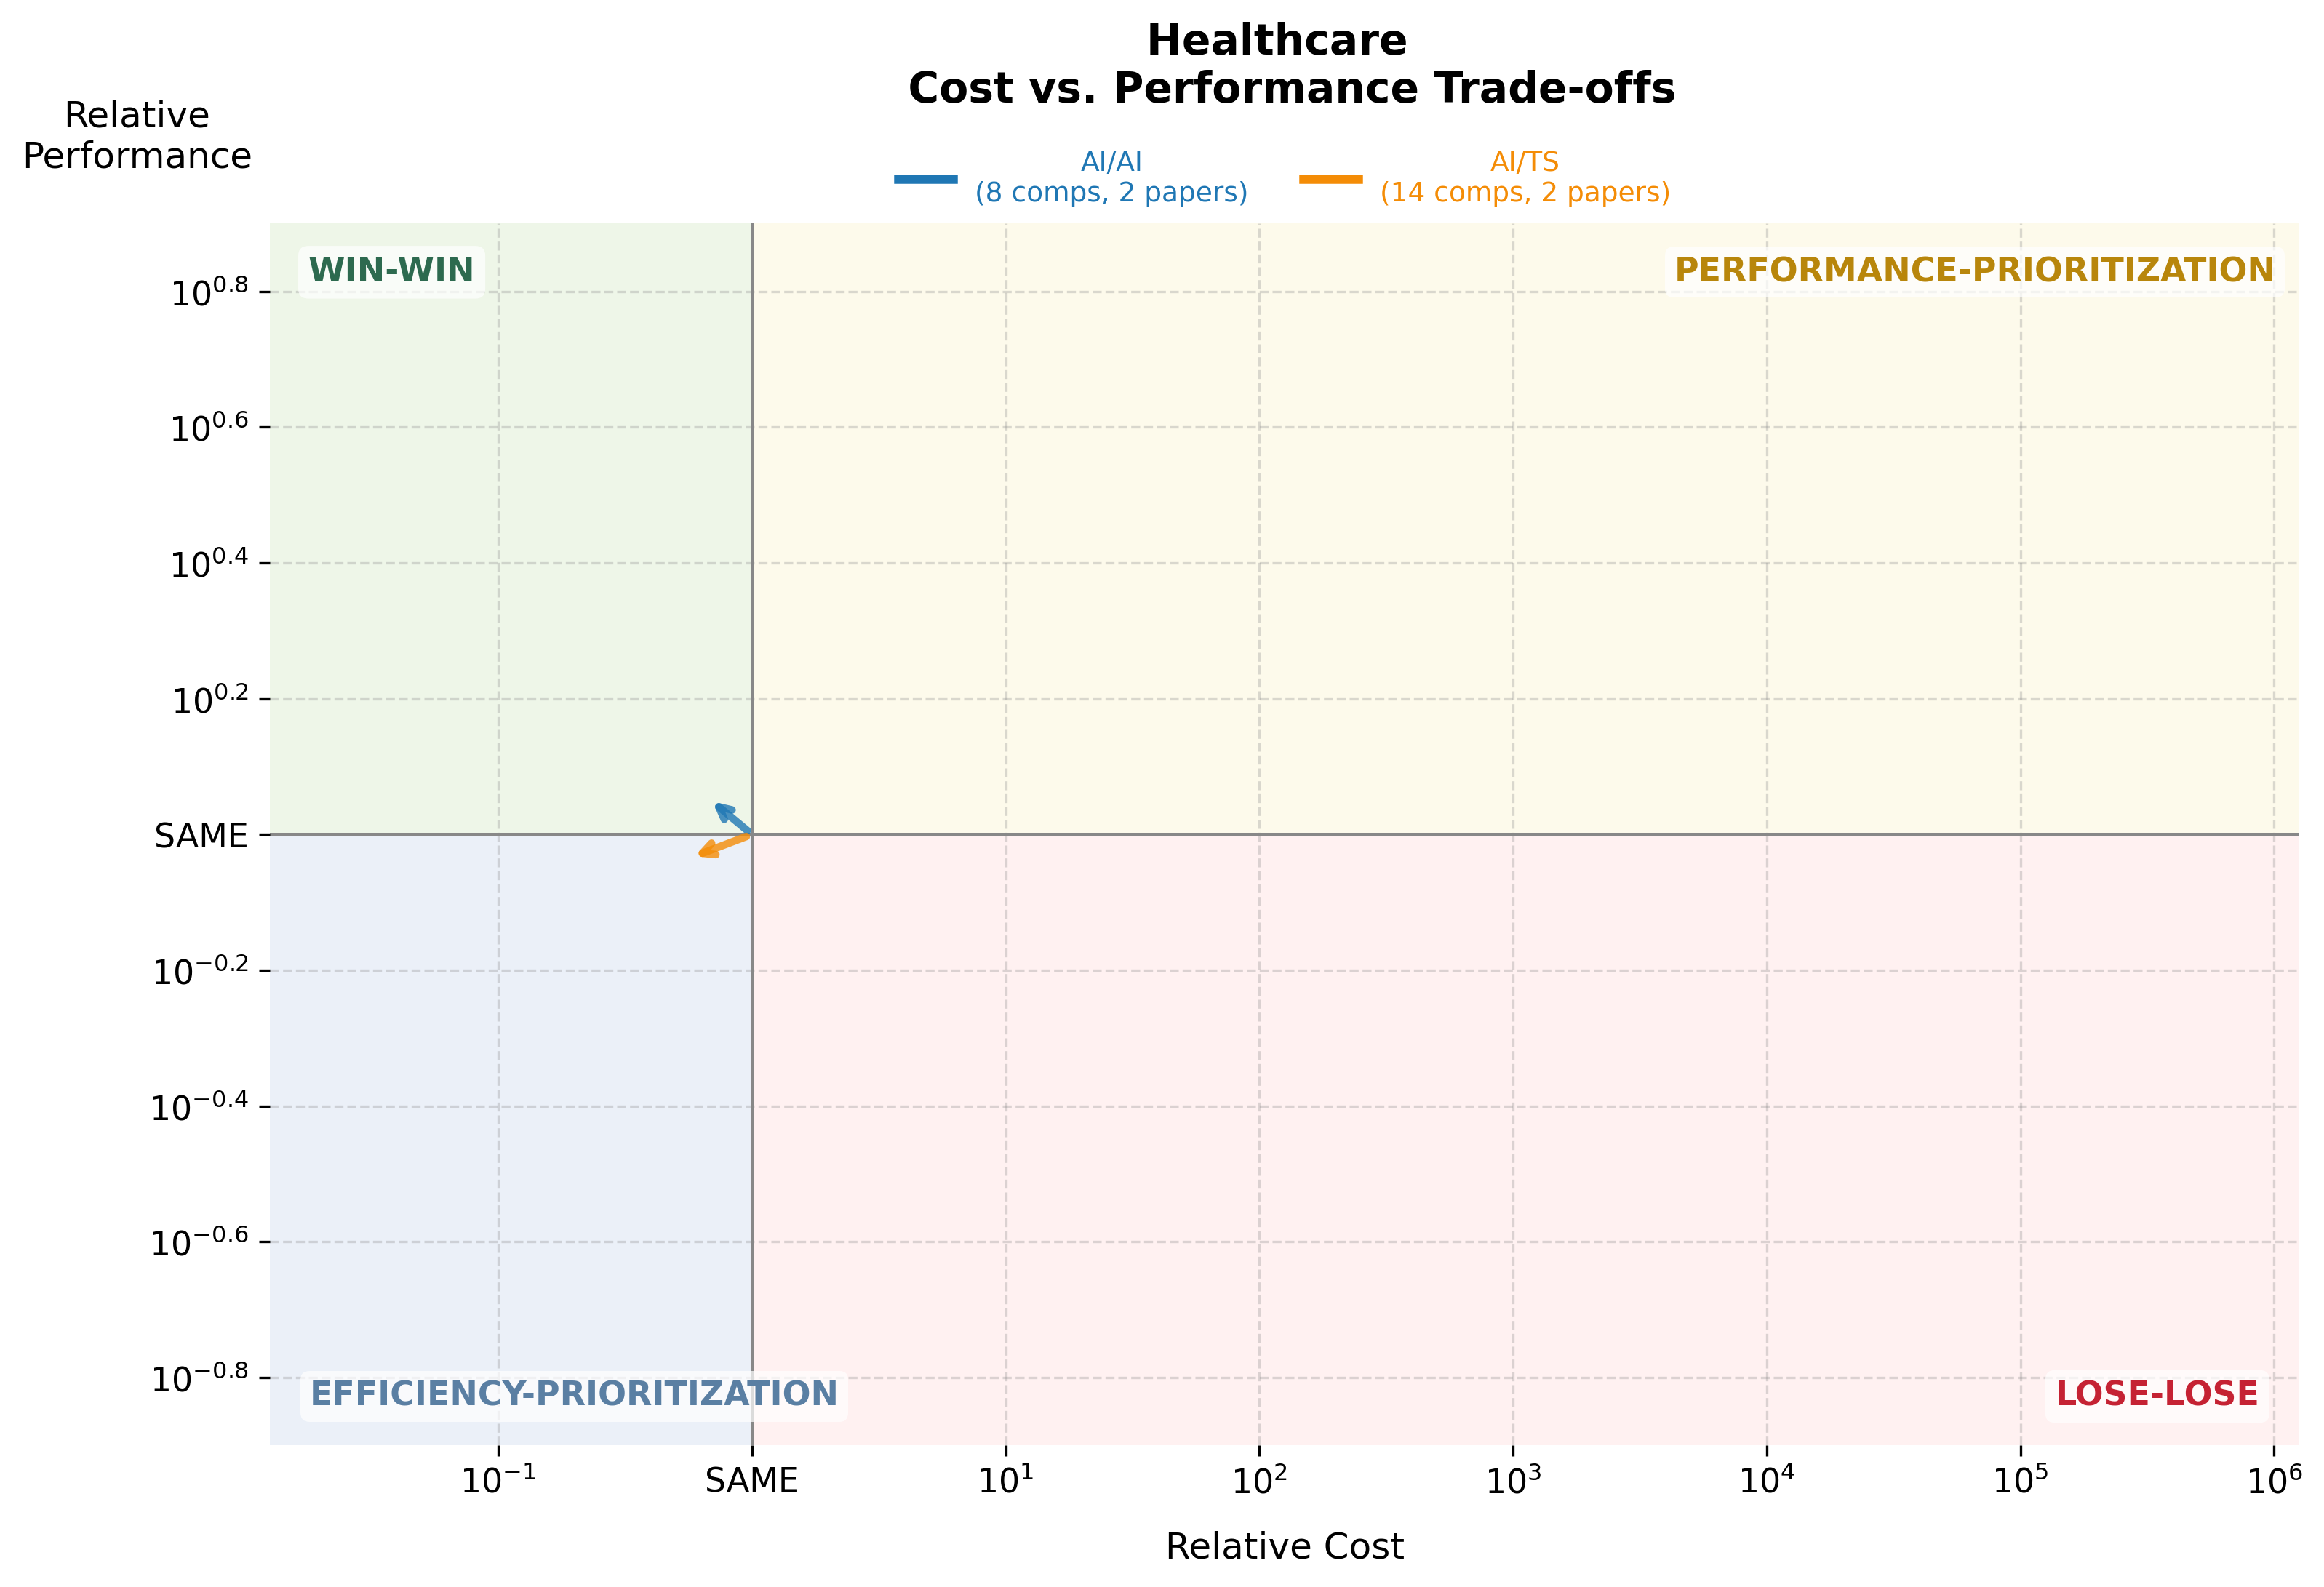 Healthcare
Cost vs. Performance Trade-offs
Relative
Performance
AI/AI
(8 comps, 2 papers)
AI/TS
(14 comps, 2 papers)
WIN-WIN
PERFORMANCE-PRIORITIZATION
10^0.8
10^0.6
10^0.4
10^0.2
SAME
10^−0.2
10^−0.4
10^−0.6
10^−0.8
EFFICIENCY-PRIORITIZATION
LOSE-LOSE
10^−1
SAME
10^1
10^2
10^3
10^4
10^5
10^6
Relative Cost